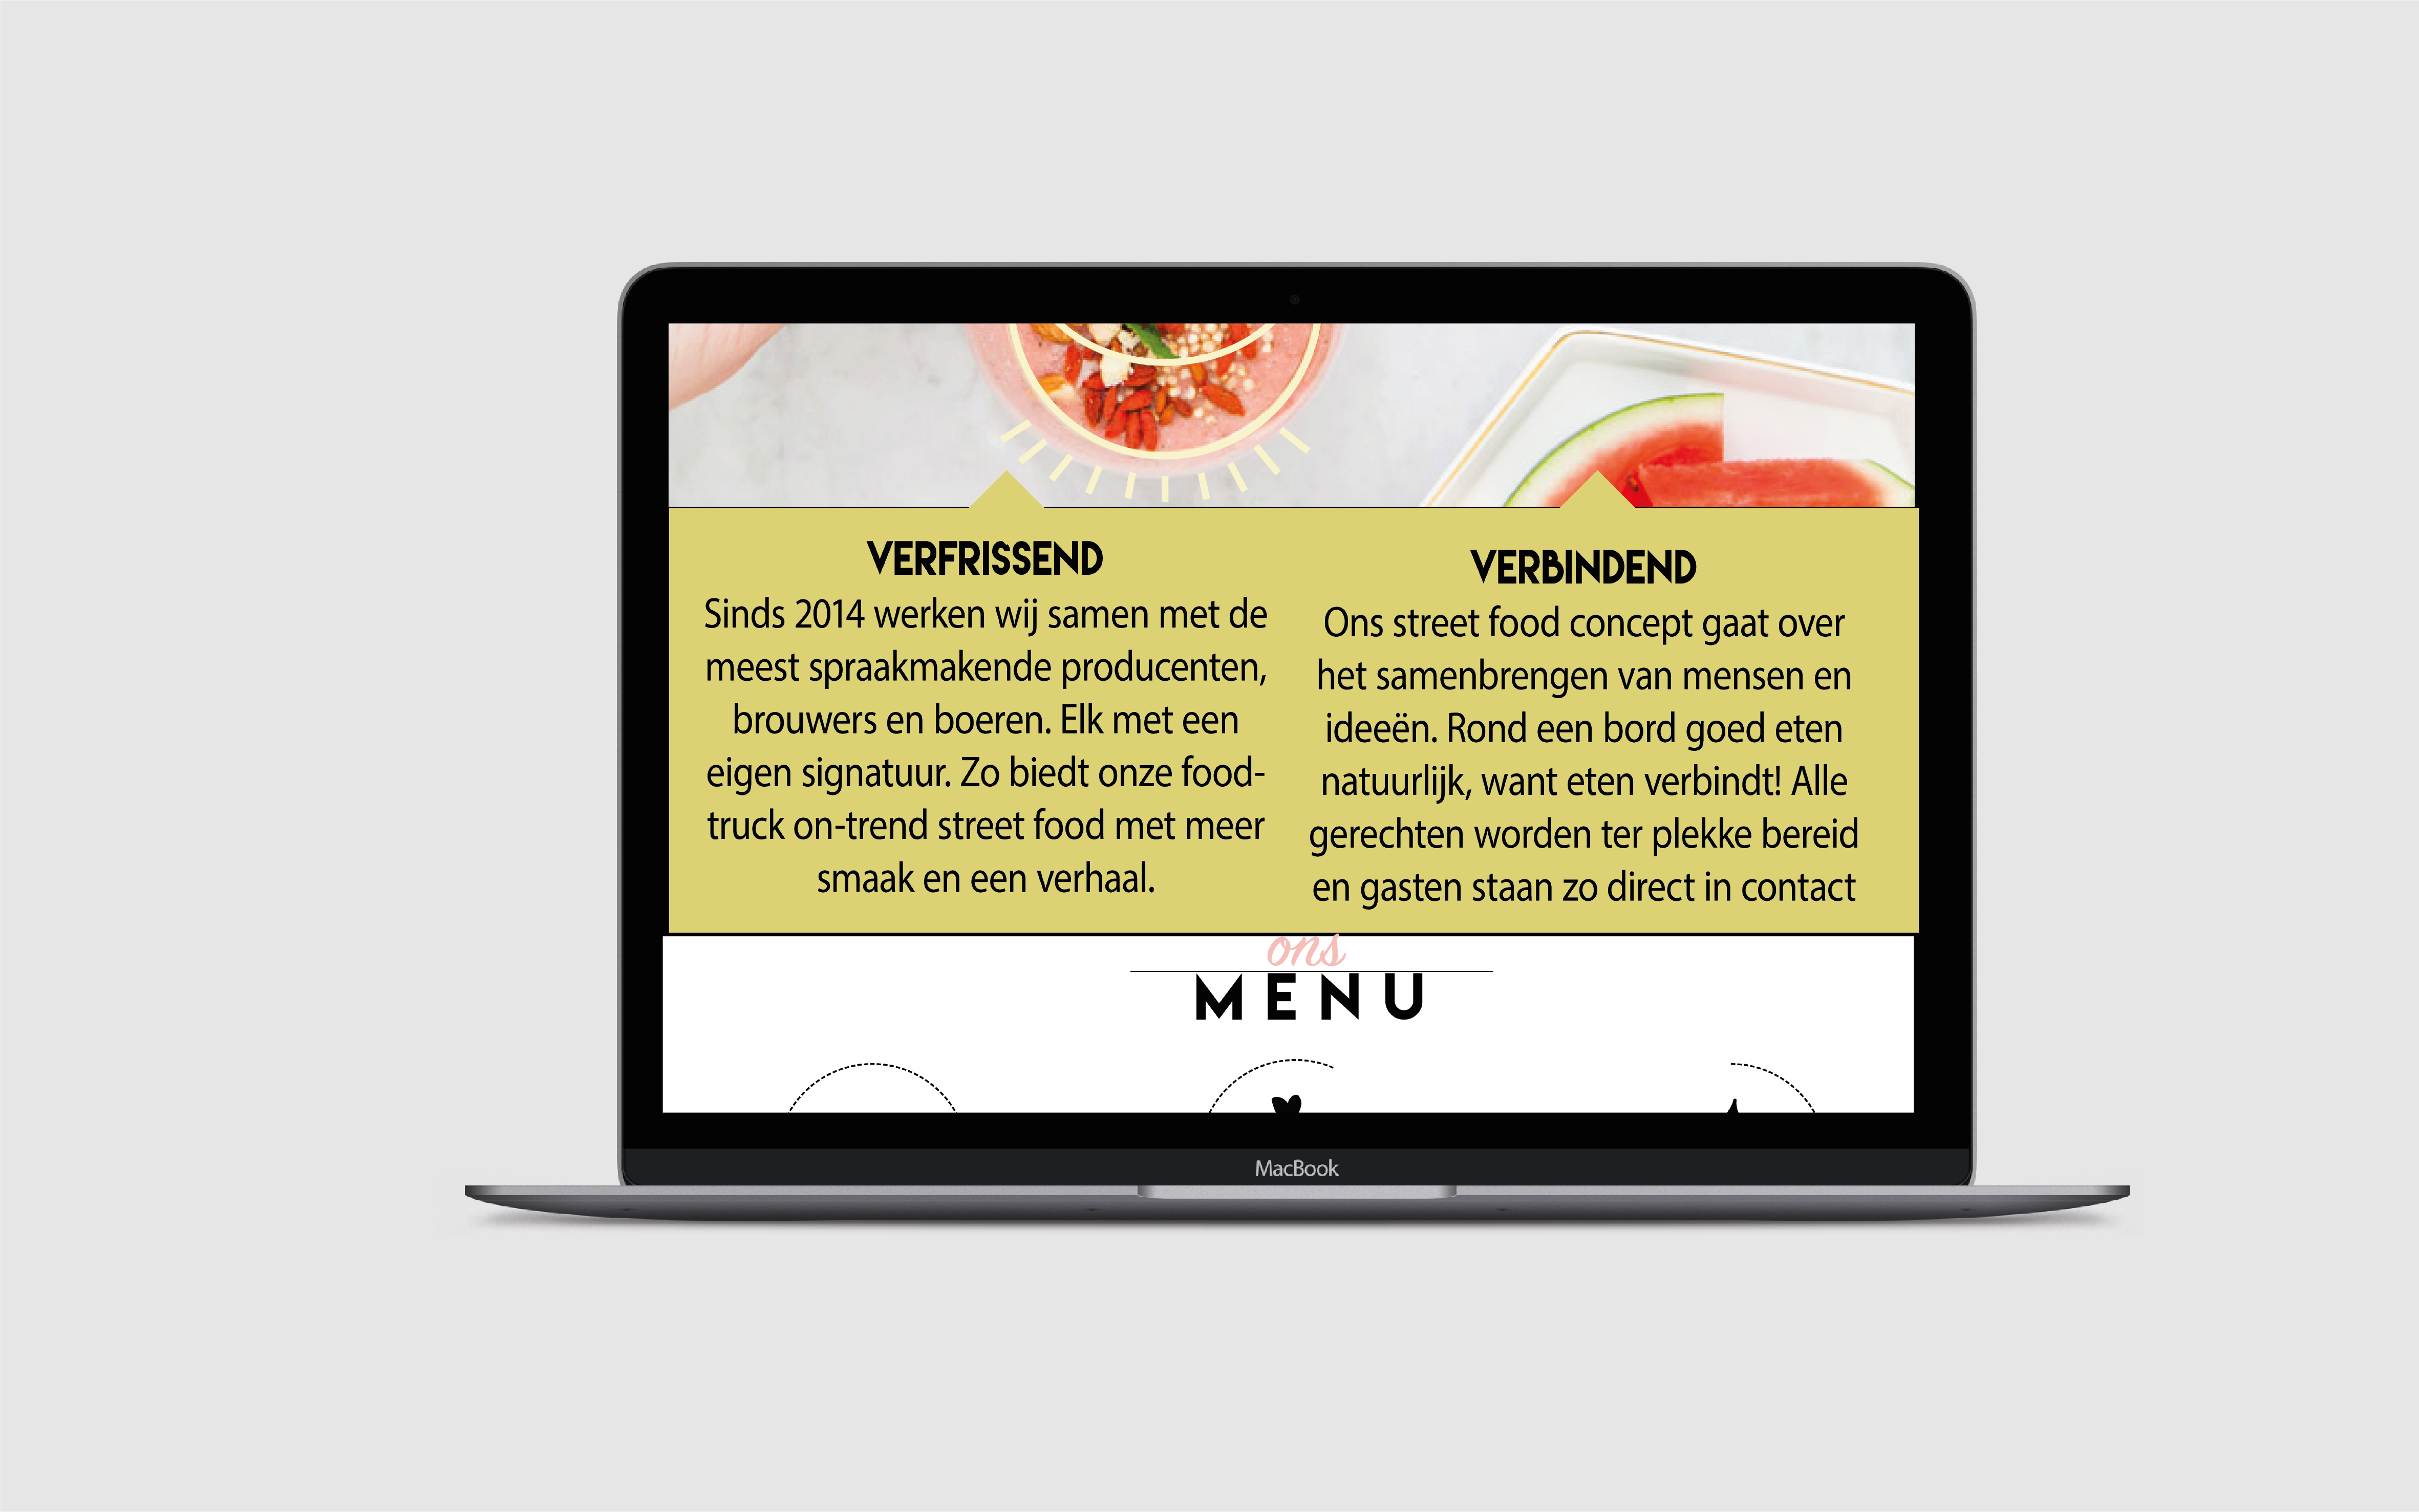 VERFRISSEND
Sinds 2014 werken wij samen met de
meest spraakmakende producenten,
brouwers en boeren. Elk met een
eigen signatuur. Zo biedt onze food-
truck on-trend street food met meer
smaak en een verhaal.
VERBINDEND
Ons street food concept gaat over
het samenbrengen van mensen en
ideeën. Rond een bord goed eten
natuurlijk, want eten verbindt! Alle
gerechten worden ter plekke bereid
en gasten staan zo direct in contact
ons
MENU
MacBook